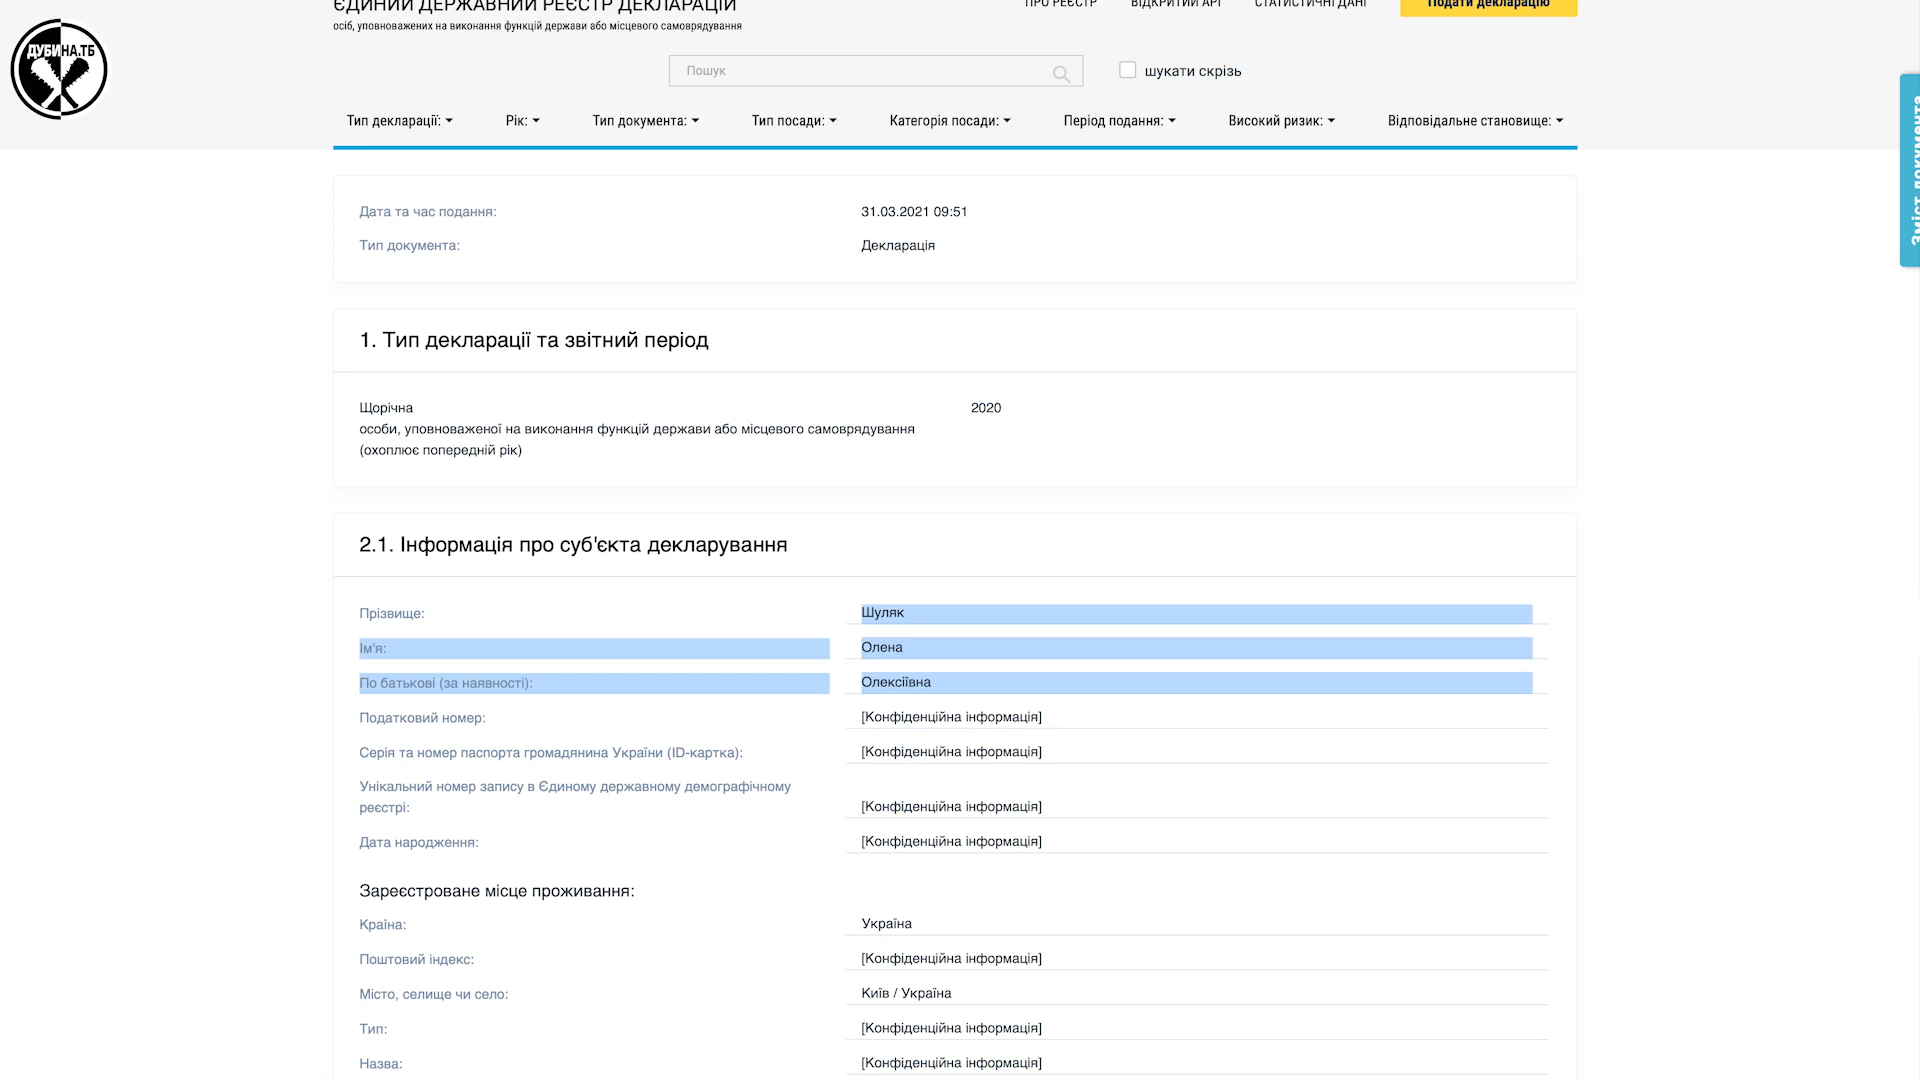 ЄДИНИЙ ДЕРЖАВНИЙ РЕЄСТР ДЕКЛАРАЦІЙ
осіб, уповноважених на виконання функцій держави або місцевого самоврядування
ПРО РЕЄСТР ВІДКРИТИЙ АРІ СТАТИСТИЧНІ ДАНІ Подати декларацію
ДУБИНА.ТБ
Пошук шукати скрізь
Тип декларації: Рік: Тип документа: Тип посади: Категорія посади: Період подання: Високий ризик: Відповідальне становище:
Зміст документа
Дата та час подання: 31.03.2021 09:51
Тип документа: Декларація
1. Тип декларації та звітний період
Щорічна 2020
особи, уповноваженої на виконання функцій держави або місцевого самоврядування
(охоплює попередній рік)
2.1. Інформація про суб'єкта декларування
Прізвище: Шуляк
Ім'я: Олена
По батькові (за наявності): Олексіївна
Податковий номер: [Конфіденційна інформація]
Серія та номер паспорта громадянина України (ID-картка): [Конфіденційна інформація]
Унікальний номер запису в Єдиному державному демографічному
реєстрі: [Конфіденційна інформація]
Дата народження: [Конфіденційна інформація]
Зареєстроване місце проживання:
Країна: Україна
Поштовий індекс: [Конфіденційна інформація]
Місто, селище чи село: Київ / Україна
Тип: [Конфіденційна інформація]
Назва: [Конфіденційна інформація]